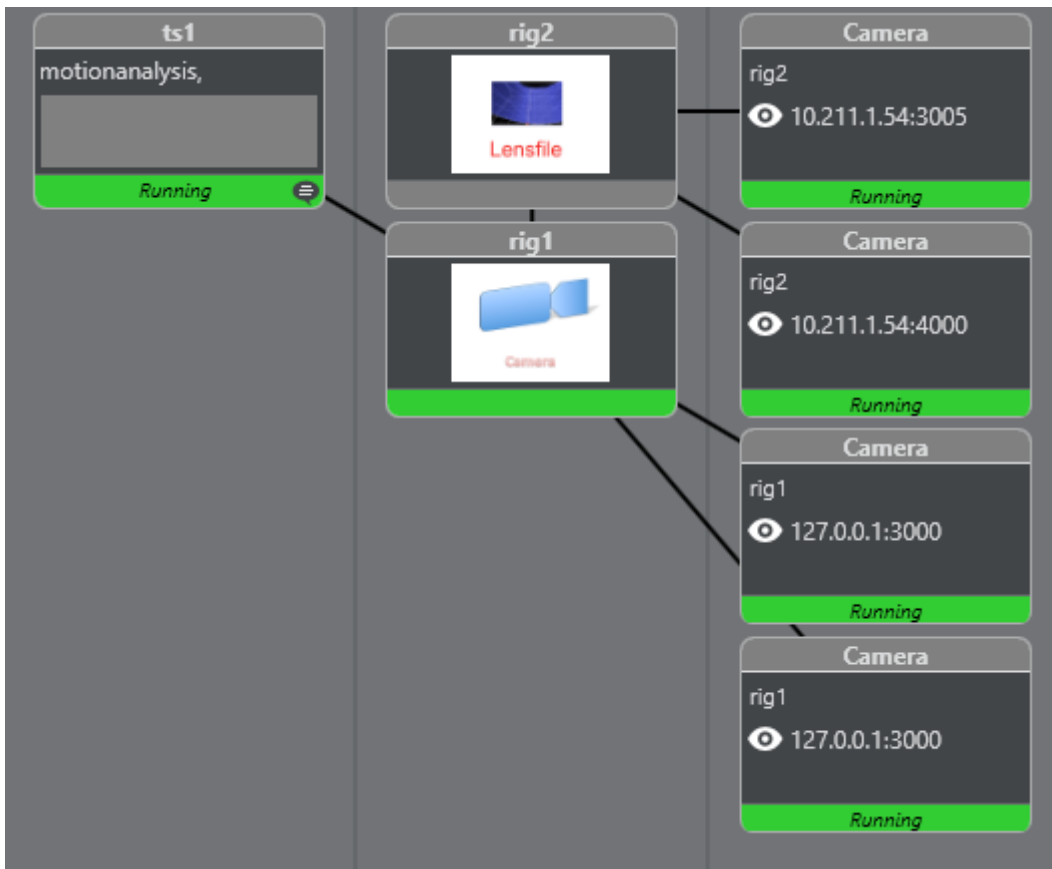 ts1
motionanalysis,
Running
rig2
Lensfile
rig1
Camera
Camera
rig2
10.211.1.54:3005
Running
Camera
rig2
10.211.1.54:4000
Running
Camera
rig1
127.0.0.1:3000
Running
Camera
rig1
127.0.0.1:3000
Running